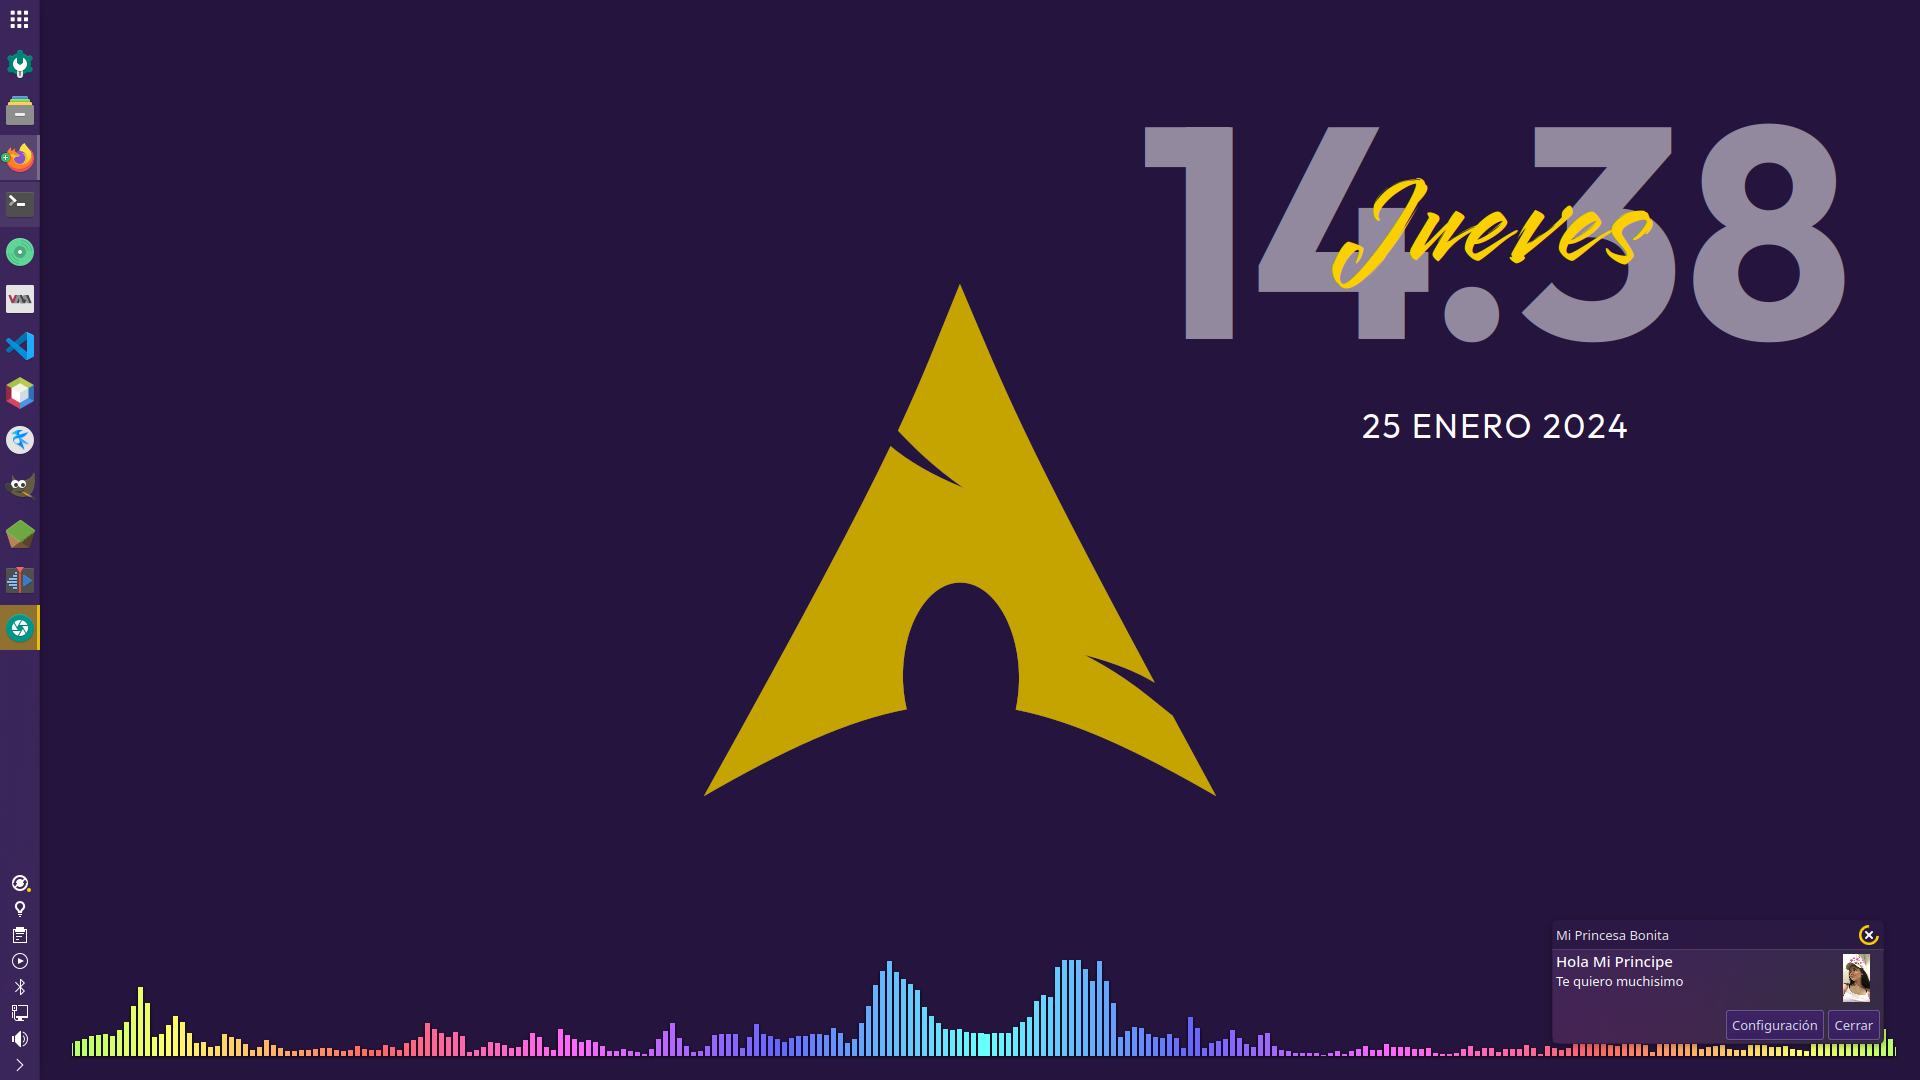 14.38
Jueves
25 ENERO 2024
Mi Princesa Bonita
Hola Mi Principe
Te quiero muchisimo
Configuración
Cerrar